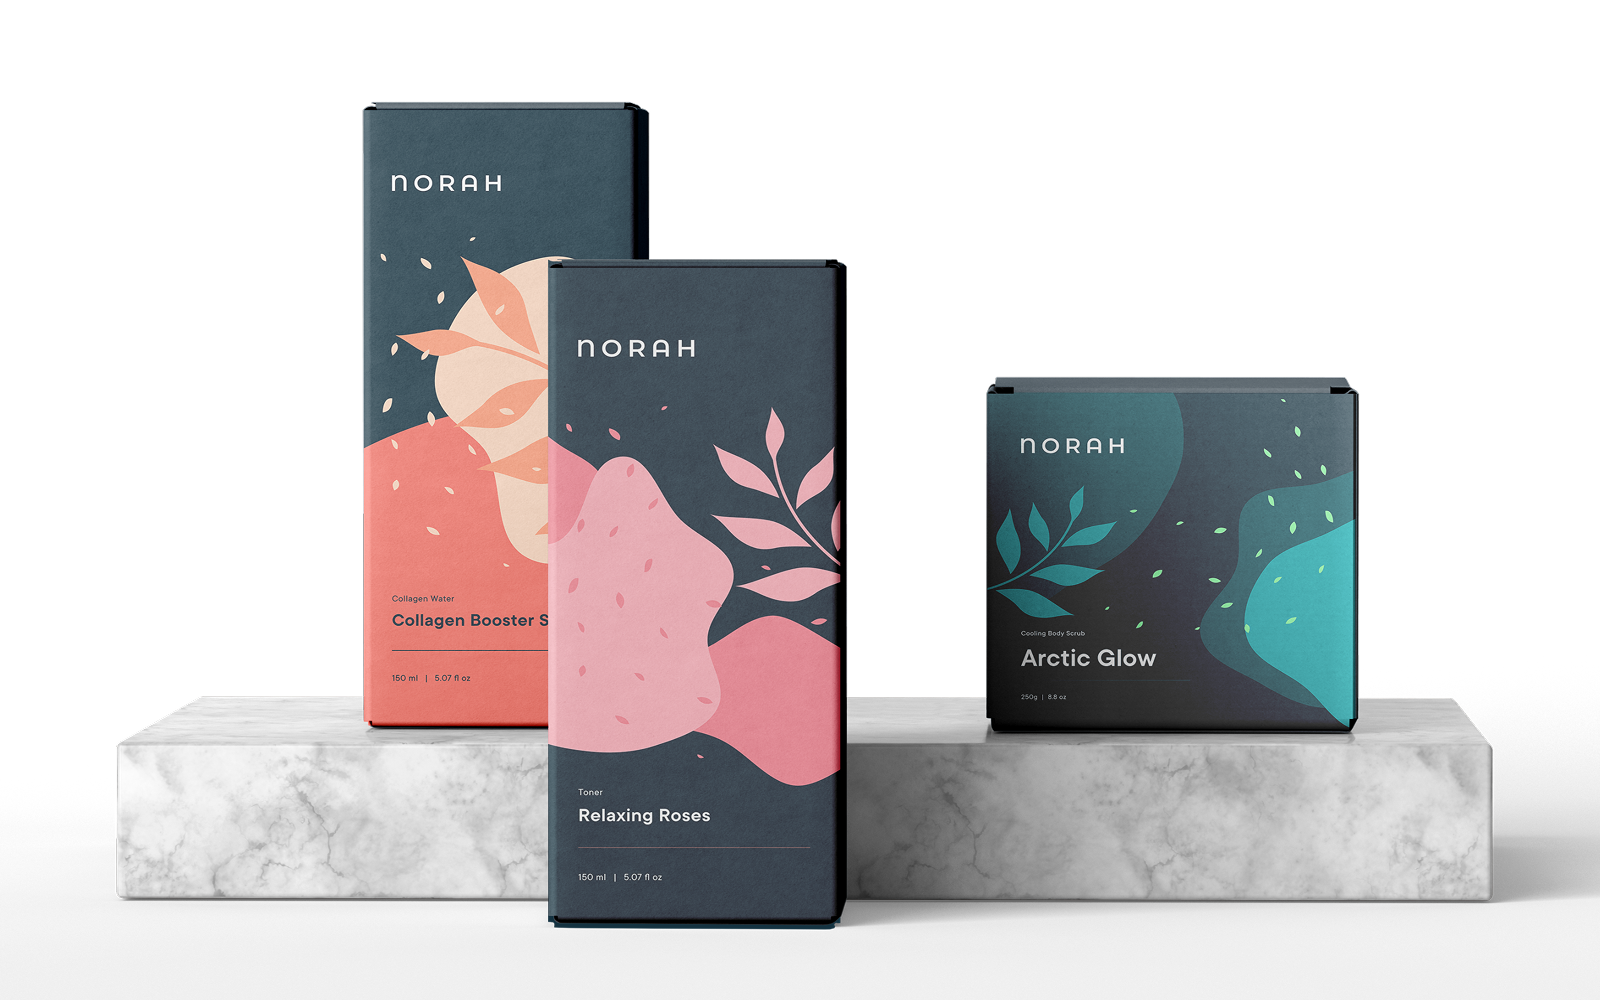 NORAH
Collagen Water
Collagen Booster S
150 ml | 5.07 fl oz
NORAH
Toner
Relaxing Roses
150 ml | 5.07 fl oz
NORAH
Cooling Body Scrub
Arctic Glow
250g | 8.8 oz